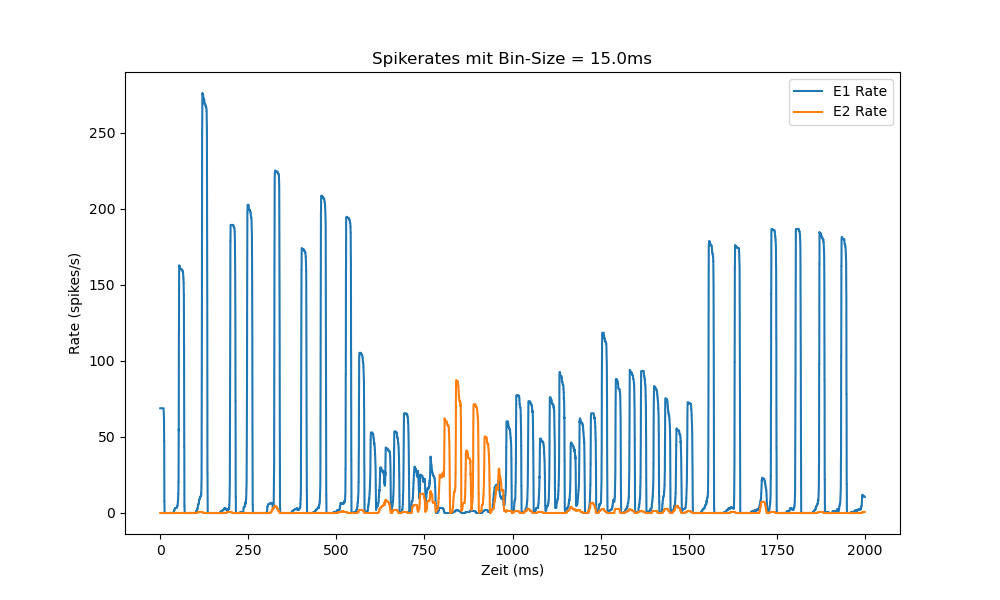 Spikerates mit Bin-Size = 15.0ms
E1 Rate
E2 Rate
250
200
150
100
50
0
Rate (spikes/s)
0 250 500 750 1000 1250 1500 1750 2000
Zeit (ms)